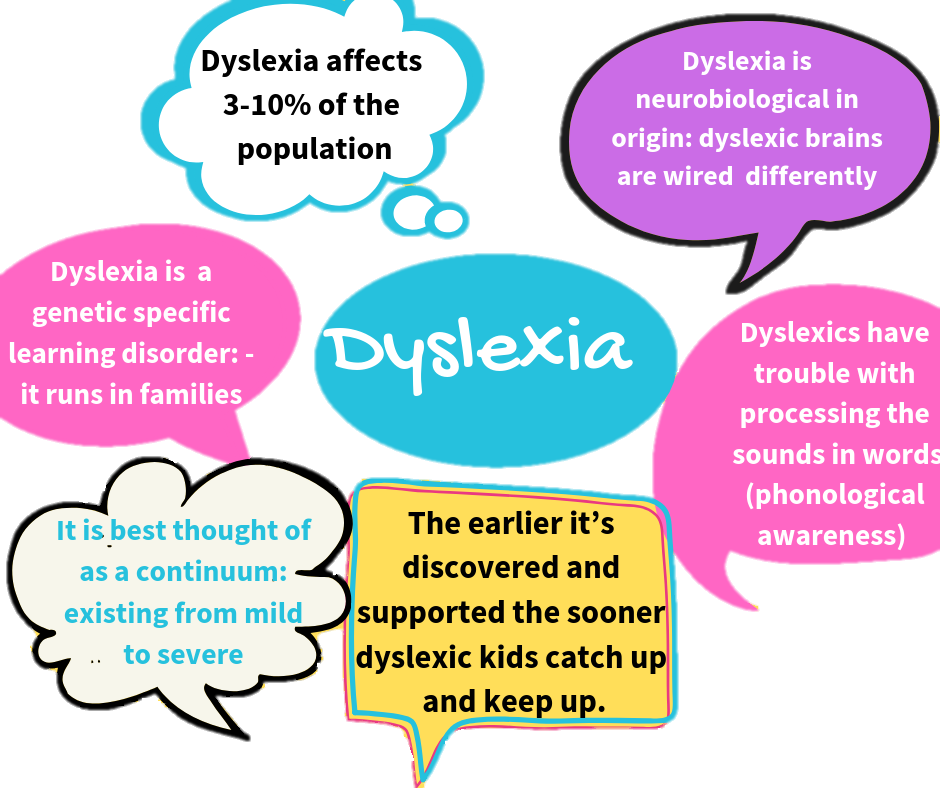 Dyslexia affects
3-10% of the
population
Dyslexia is
neurobiological in
origin: dyslexic brains
are wired differently
Dyslexia is a
genetic specific
learning disorder: -
it runs in families
Dyslexia
Dyslexics have
trouble with
processing the
sounds in words
(phonological
awareness)
It is best thought of
as a continuum:
existing from mild
to severe
The earlier it’s
discovered and
supported the sooner
dyslexic kids catch up
and keep up.